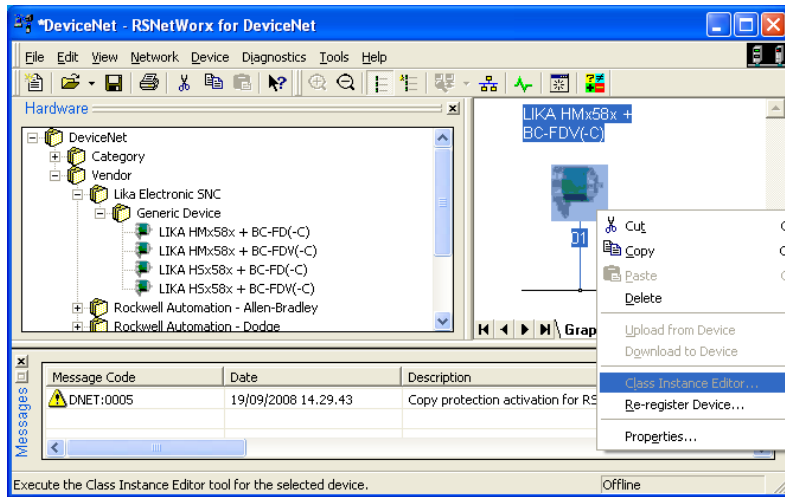 *DeviceNet - RSNetWorx for DeviceNet
File Edit View Network Device Diagnostics Tools Help
Hardware
DeviceNet
Category
Vendor
Lika Electronic SNC
Generic Device
LIKA HMx58x + BC-FD(-C)
LIKA HMx58x + BC-FDV(-C)
LIKA HSx58x + BC-FD(-C)
LIKA HSx58x + BC-FDV(-C)
Rockwell Automation - Allen-Bradley
Rockwell Automation - Dodge
LIKA HMx58x +
BC-FDV(-C)
01
Grap
Cut
Copy
Paste
Delete
Upload from Device
Download to Device
Class Instance Editor...
Re-register Device...
Properties...
Messages
Message Code Date Description
DNET:0005 19/09/2008 14.29.43 Copy protection activation for RS
Execute the Class Instance Editor tool for the selected device. Offline